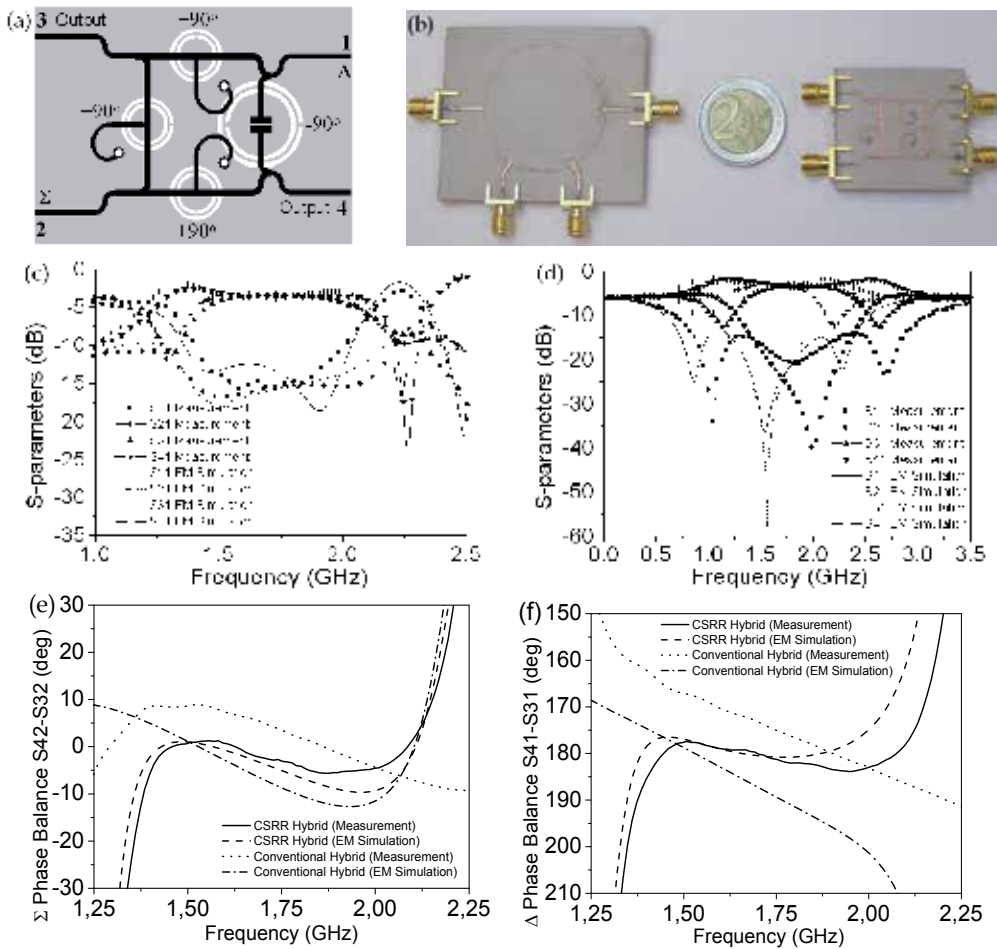 (a)
3 Output
−90º
1
A
−90º
-90º
Σ
2
Output 4
+90º
(b)
2
(c)
0
-5
-10
-15
-20
-25
-30
-35
S-parameters (dB)
1.0
1.5
2.0
2.5
Frequency (GHz)
(d)
0
-10
-20
-30
-40
-50
-60
S-parameters (dB)
0.0
0.5
1.0
1.5
2.0
2.5
3.0
3.5
Frequency (GHz)
(e)
30
20
10
0
-10
-20
-30
Σ Phase Balance S42-S32 (deg)
CSRR Hybrid (Measurement)
CSRR Hybrid (EM Simulation)
Conventional Hybrid (Measurement)
Conventional Hybrid (EM Simulation)
1,25
1,50
1,75
2,00
2,25
Frequency (GHz)
(f)
150
160
170
180
190
200
210
Δ Phase Balance S41-S31 (deg)
CSRR Hybrid (Measurement)
CSRR Hybrid (EM Simulation)
Conventional Hybrid (Measurement)
Conventional Hybrid (EM Simulation)
1,25
1,50
1,75
2,00
2,25
Frequency (GHz)